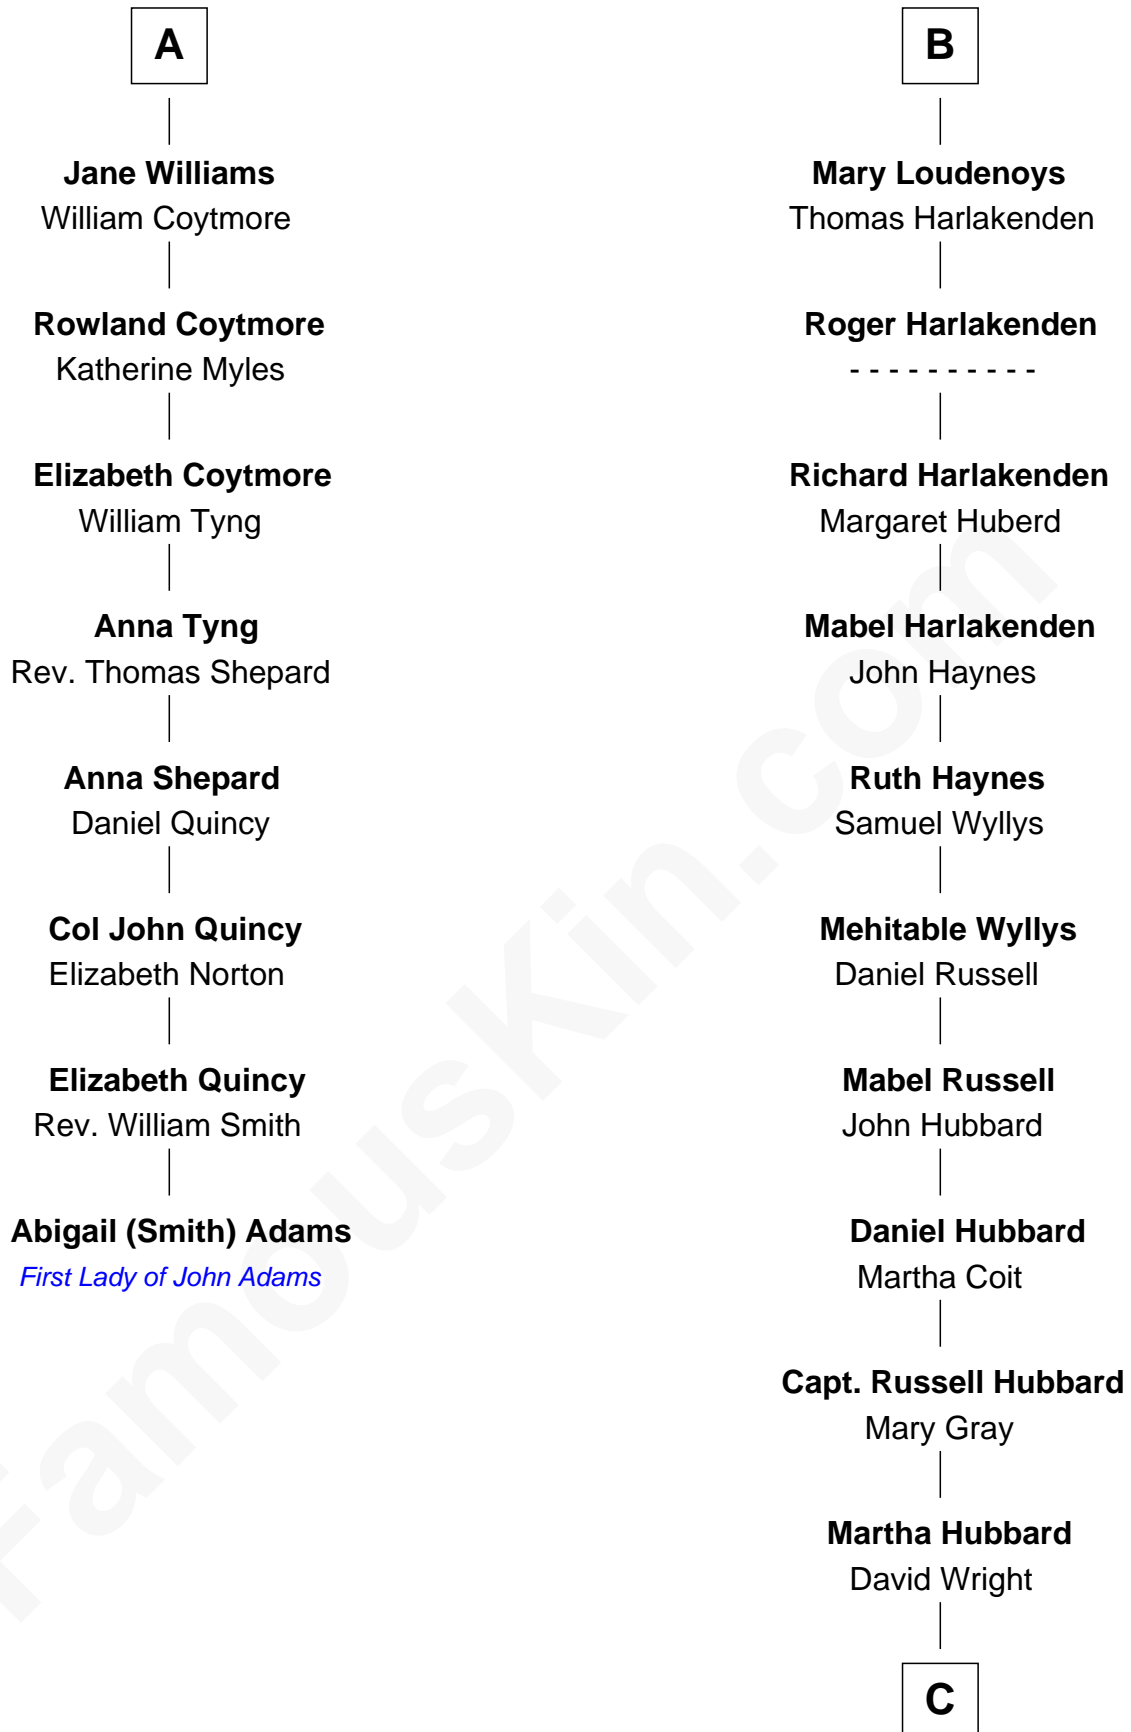 A
Jane Williams
William Coytmore
Rowland Coytmore
Katherine Myles
Elizabeth Coytmore
William Tyng
Anna Tyng
Rev. Thomas Shepard
Anna Shepard
Daniel Quincy
Col John Quincy
Elizabeth Norton
Elizabeth Quincy
Rev. William Smith
Abigail (Smith) Adams
First Lady of John Adams
B
Mary Loudenoys
Thomas Harlakenden
Roger Harlakenden
- - - - - - - - - -
Richard Harlakenden
Margaret Huberd
Mabel Harlakenden
John Haynes
Ruth Haynes
Samuel Wyllys
Mehitable Wyllys
Daniel Russell
Mabel Russell
John Hubbard
Daniel Hubbard
Martha Coit
Capt. Russell Hubbard
Mary Gray
Martha Hubbard
David Wright
C
FamousKin.com